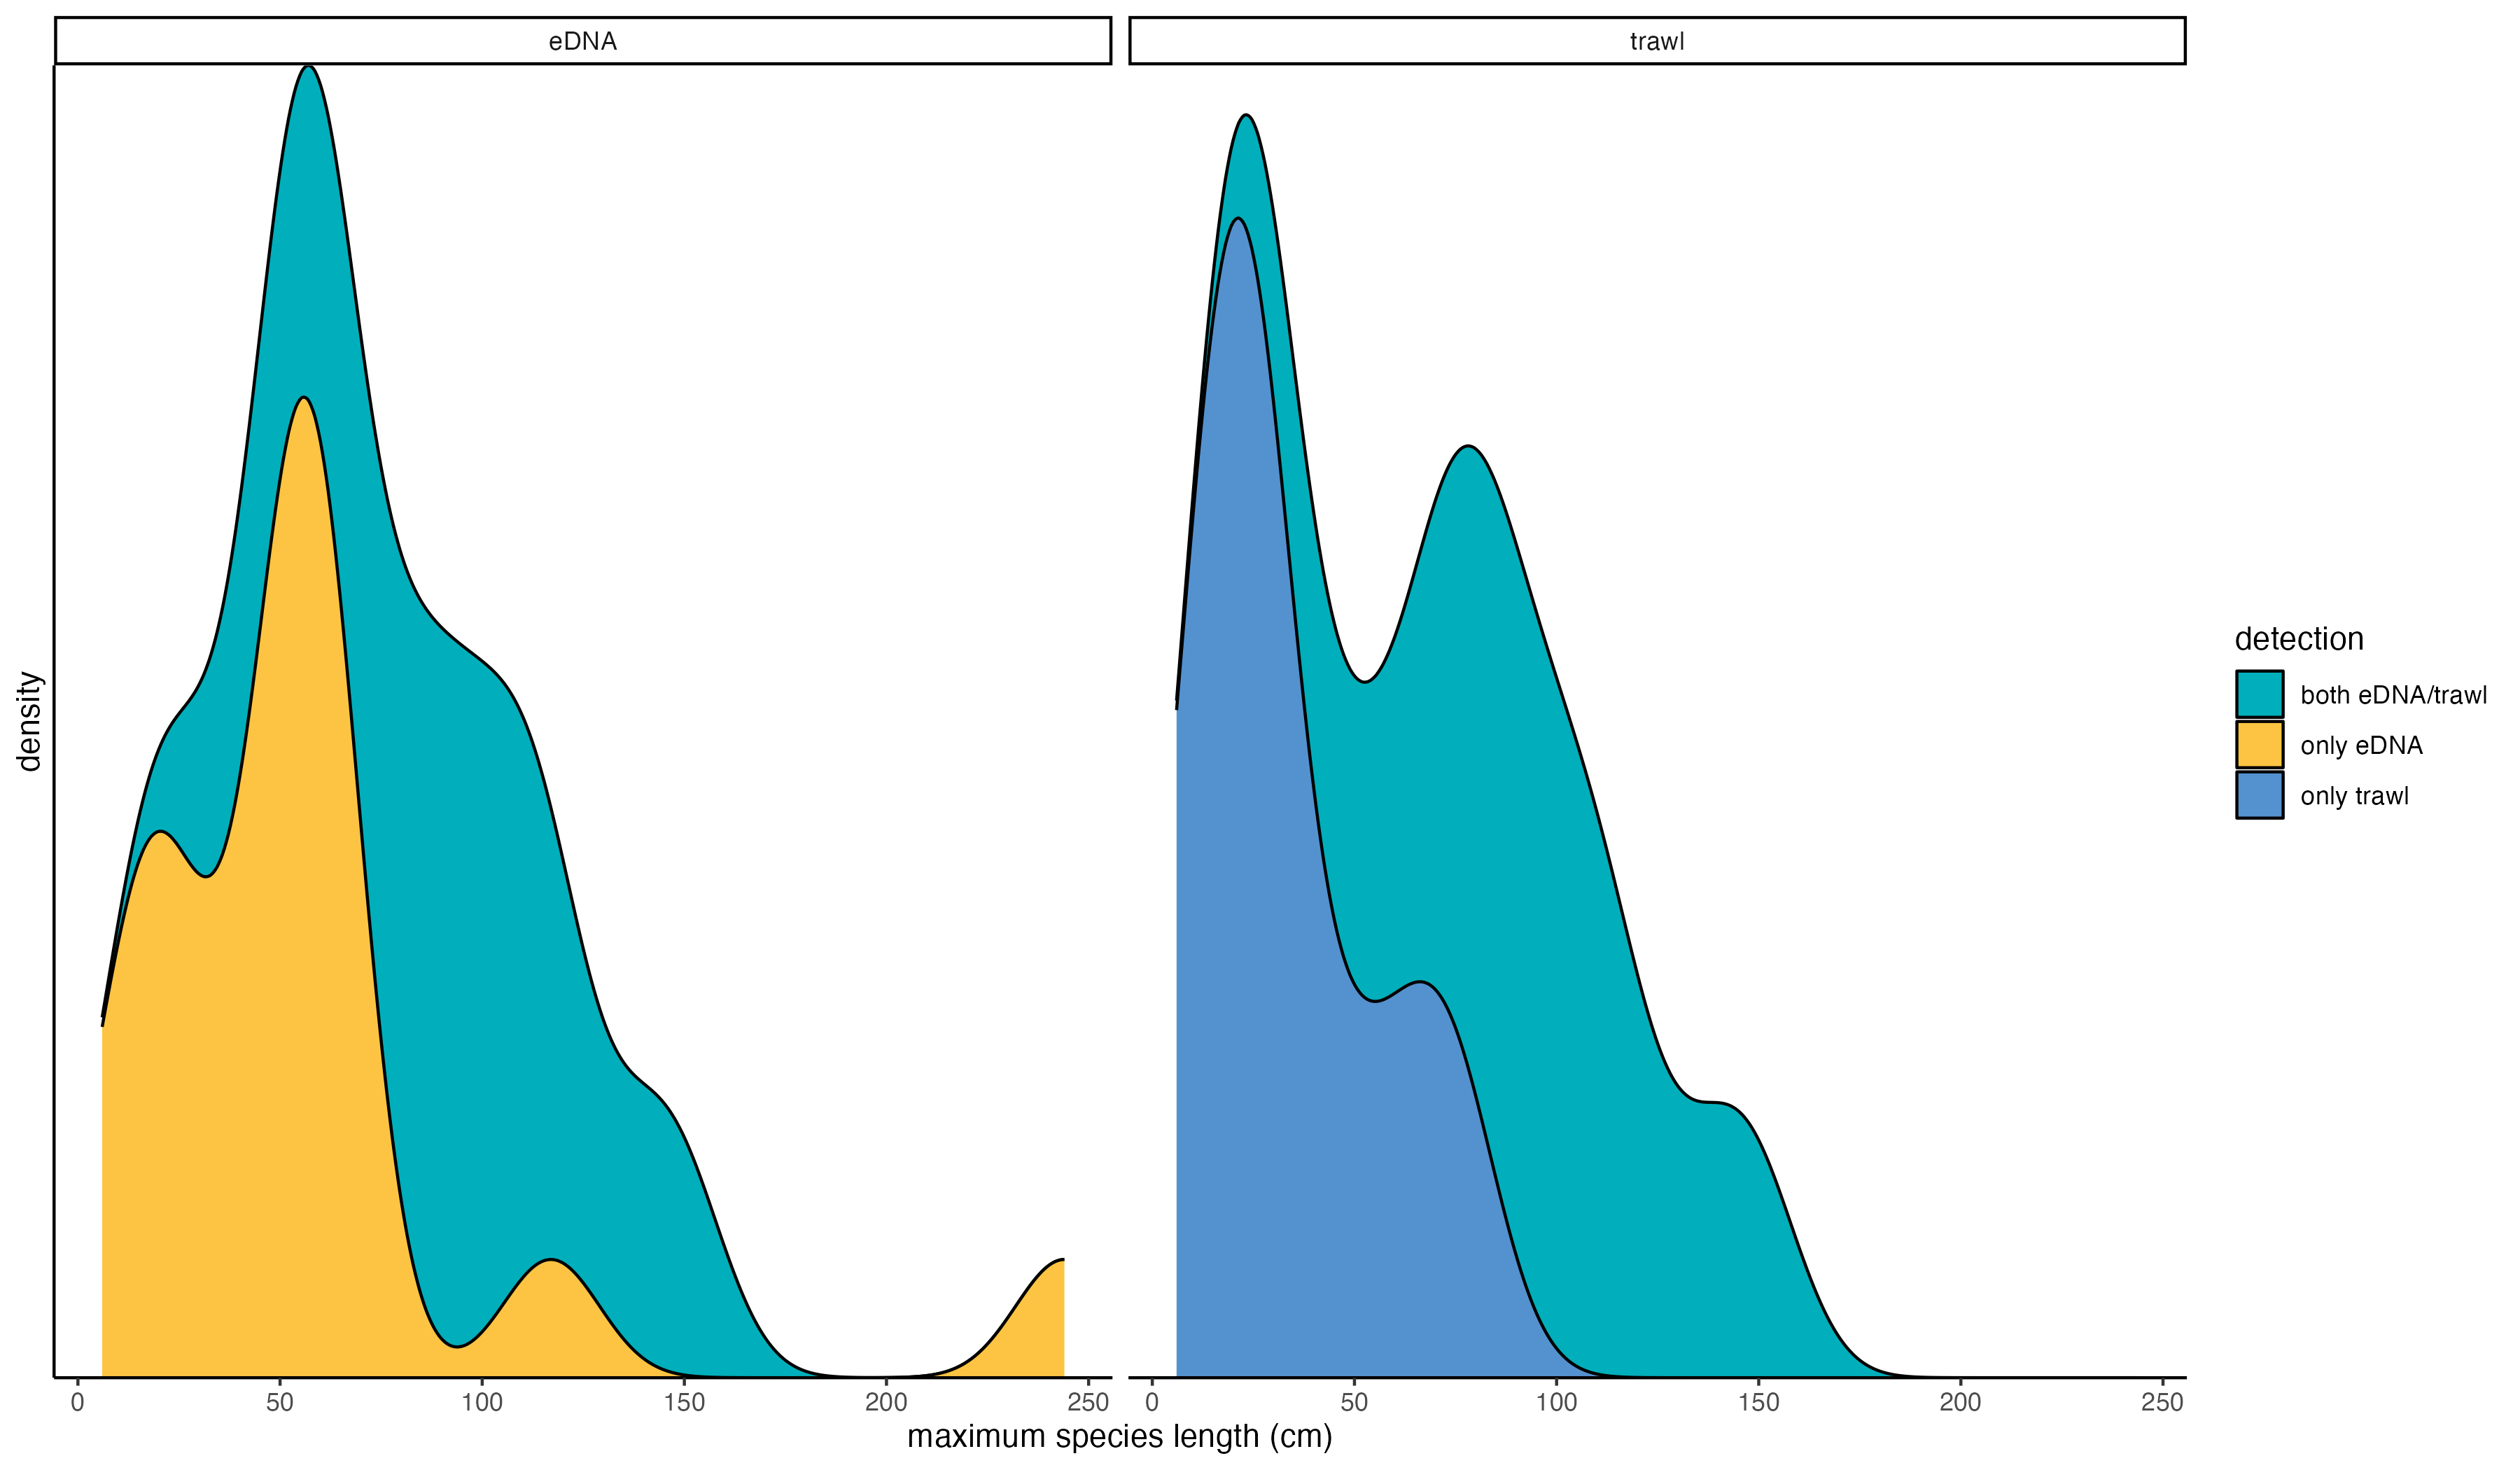 eDNA
trawl
density
0 50 100 150 200 250
0 50 100 150 200 250
maximum species length (cm)
detection
both eDNA/trawl
only eDNA
only trawl